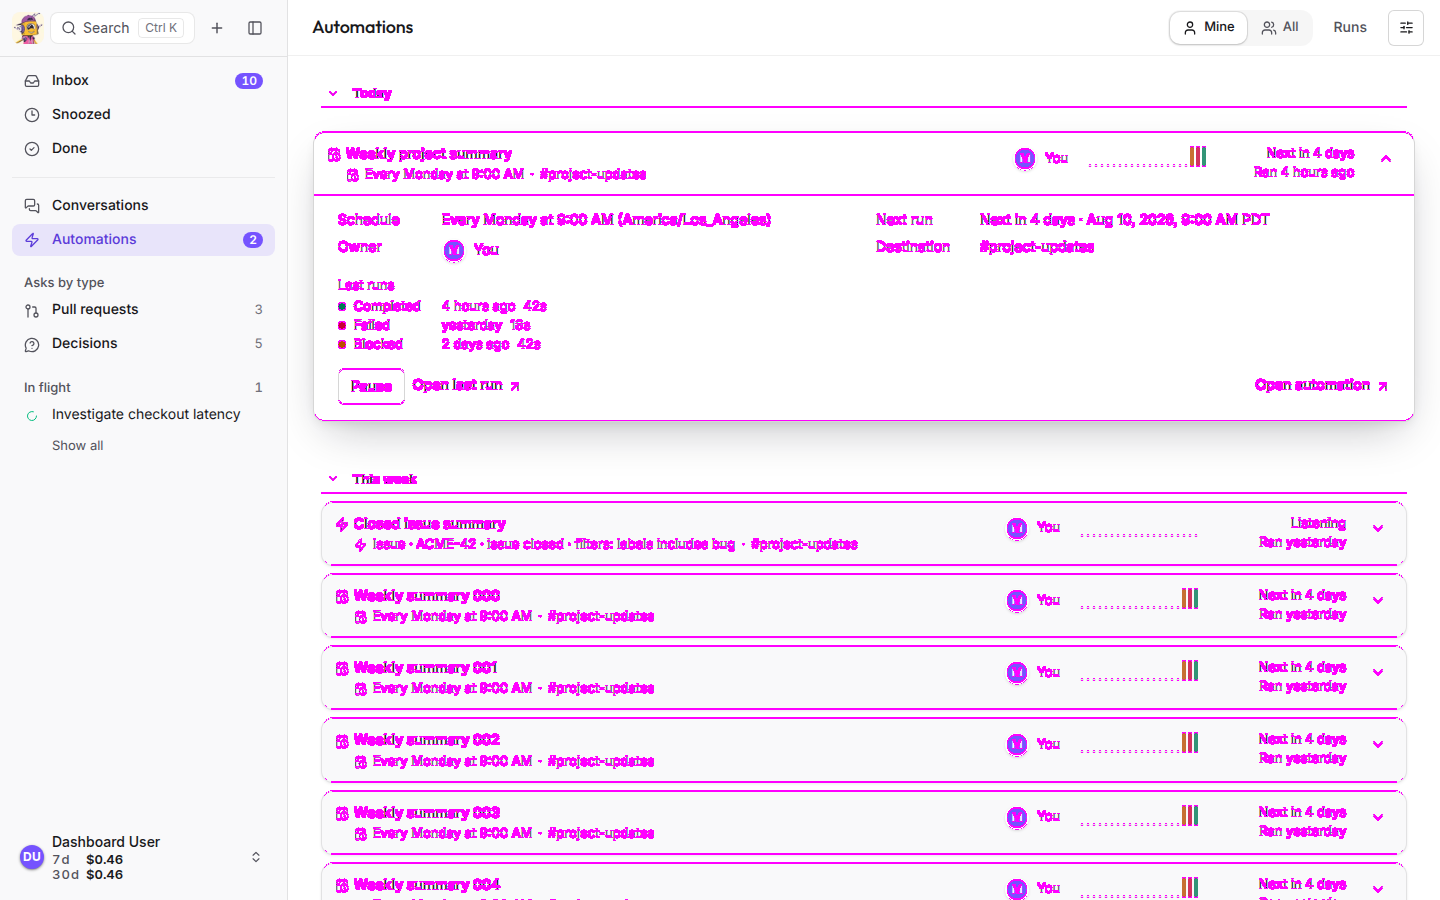 Search Ctrl K
Automations
Mine
All
Runs
Inbox 10
Snoozed
Done
Conversations
Automations 2
Asks by type
Pull requests 3
Decisions 5
In flight 1
Investigate checkout latency
Show all
Dashboard User
DU
7d $0.46
30d $0.46
Today
Weekly project summary
Every Monday at 9:00 AM · #project-updates
You
Next in 4 days
Ran 4 hours ago
Schedule Every Monday at 9:00 AM (America/Los_Angeles)
Next run Next in 4 days · Aug 10, 2026, 9:00 AM PDT
Owner You
Destination #project-updates
Last runs
Completed 4 hours ago 42s
Failed yesterday
Blocked 2 days ago 42s
Pause Open last run
Open automation
This week
Closed issue summary
Issue · ACME-42 · issue closed · filters: labels includes bug · #project-updates
You
Listening
Ran yesterday
Weekly summary 000
Every Monday at 9:00 AM · #project-updates
You
Next in 4 days
Ran yesterday
Weekly summary 001
Every Monday at 9:00 AM · #project-updates
You
Next in 4 days
Ran yesterday
Weekly summary 002
Every Monday at 9:00 AM · #project-updates
You
Next in 4 days
Ran yesterday
Weekly summary 003
Every Monday at 9:00 AM · #project-updates
You
Next in 4 days
Ran yesterday
Weekly summary 004
You
Next in 4 days